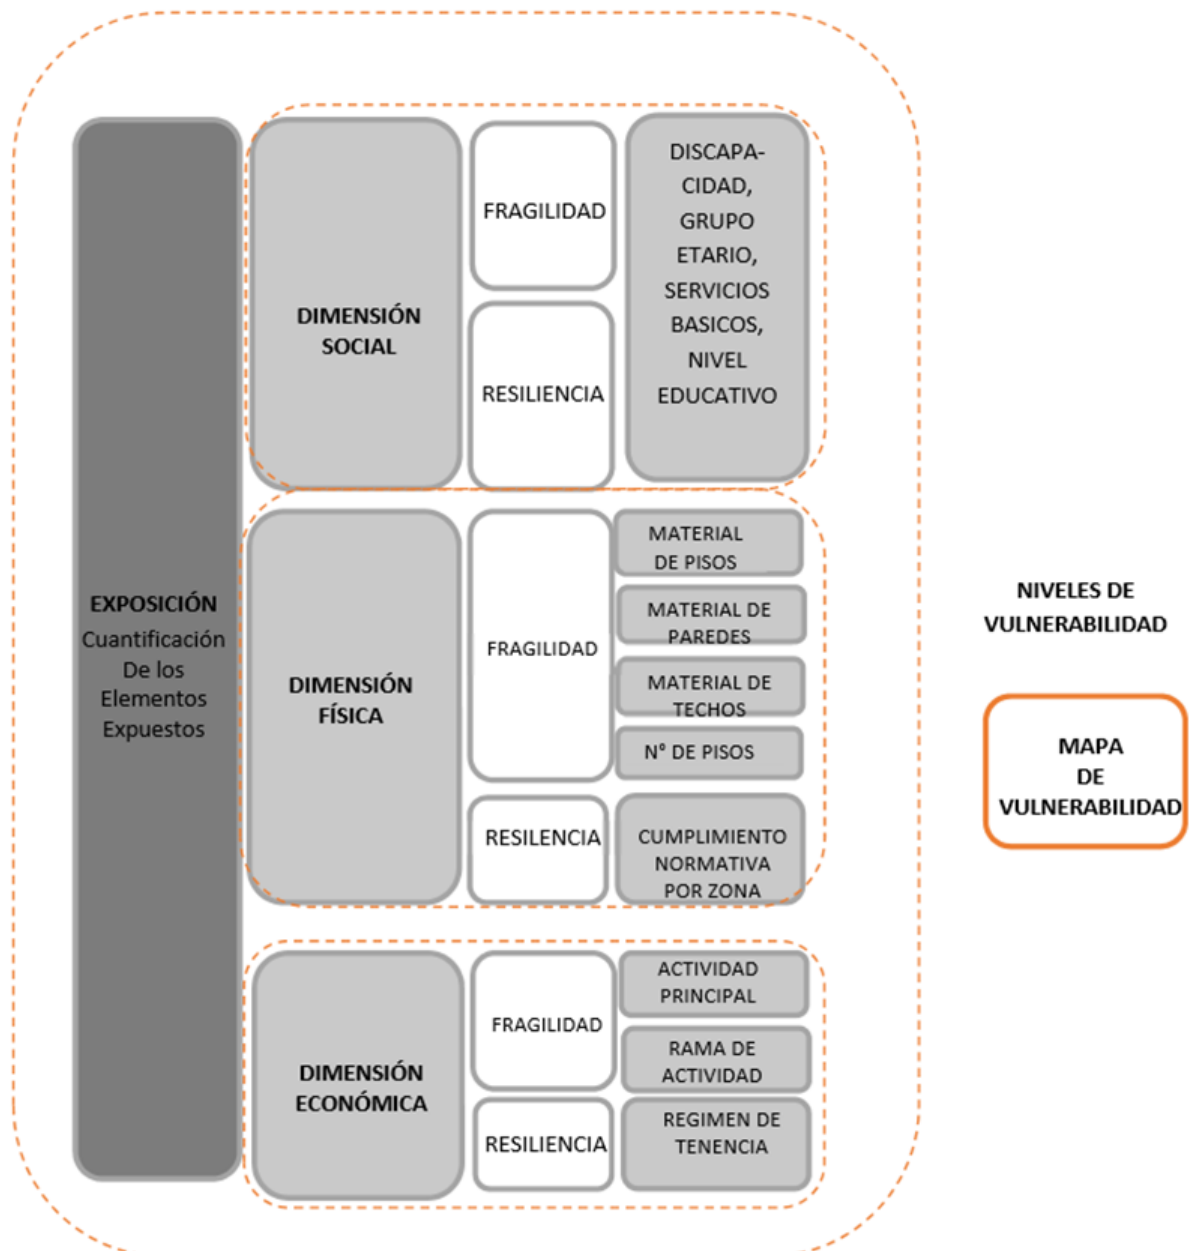 EXPOSICIÓN
Cuantificación
De los
Elementos
Expuestos
DIMENSIÓN
SOCIAL
FRAGILIDAD
RESILIENCIA
DISCAPA-
CIDAD,
GRUPO
ETARIO,
SERVICIOS
BASICOS,
NIVEL
EDUCATIVO
DIMENSIÓN
FÍSICA
FRAGILIDAD
MATERIAL
DE PISOS
MATERIAL DE
PAREDES
MATERIAL DE
TECHOS
N° DE PISOS
RESILENCIA
CUMPLIMIENTO
NORMATIVA
POR ZONA
DIMENSIÓN
ECONÓMICA
FRAGILIDAD
ACTIVIDAD
PRINCIPAL
RAMA DE
ACTIVIDAD
RESILIENCIA
REGIMEN DE
TENENCIA
NIVELES DE
VULNERABILIDAD
MAPA
DE
VULNERABILIDAD